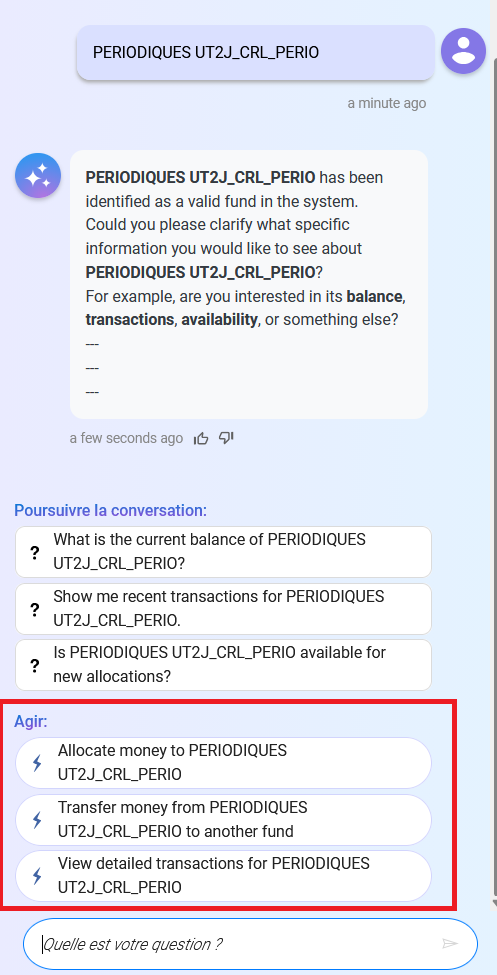 PERIODIQUES UT2J_CRL_PERIO
a minute ago
PERIODIQUES UT2J_CRL_PERIO has been
identified as a valid fund in the system.
Could you please clarify what specific
information you would like to see about
PERIODIQUES UT2J_CRL_PERIO?
For example, are you interested in its balance,
transactions, availability, or something else?
---
---
---
a few seconds ago
Poursuivre la conversation:
? What is the current balance of PERIODIQUES
UT2J_CRL_PERIO?
? Show me recent transactions for PERIODIQUES
UT2J_CRL_PERIO.
? Is PERIODIQUES UT2J_CRL_PERIO available for
new allocations?
Agir:
Allocate money to PERIODIQUES
UT2J_CRL_PERIO
Transfer money from PERIODIQUES
UT2J_CRL_PERIO to another fund
View detailed transactions for PERIODIQUES
UT2J_CRL_PERIO
Quelle est votre question ?